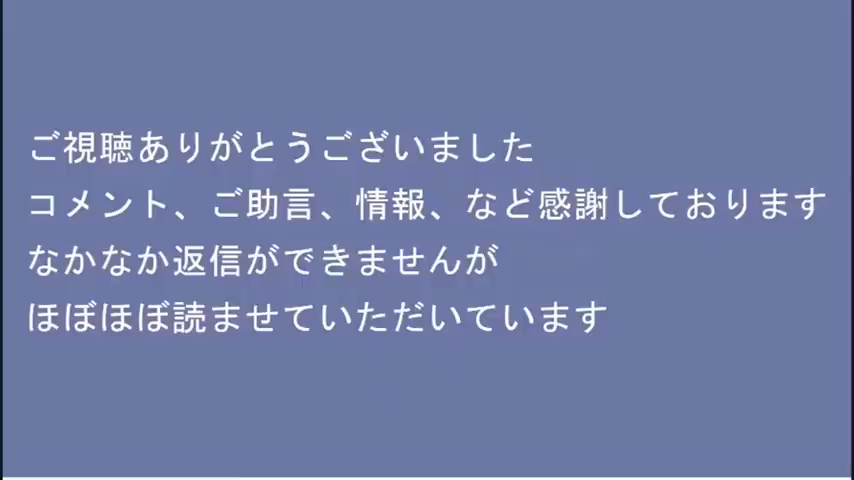 ご視聴ありがとうございました
コメント、ご助言、情報、など感謝しております
なかなか返信ができませんが
ほぼほぼ読ませていただいています